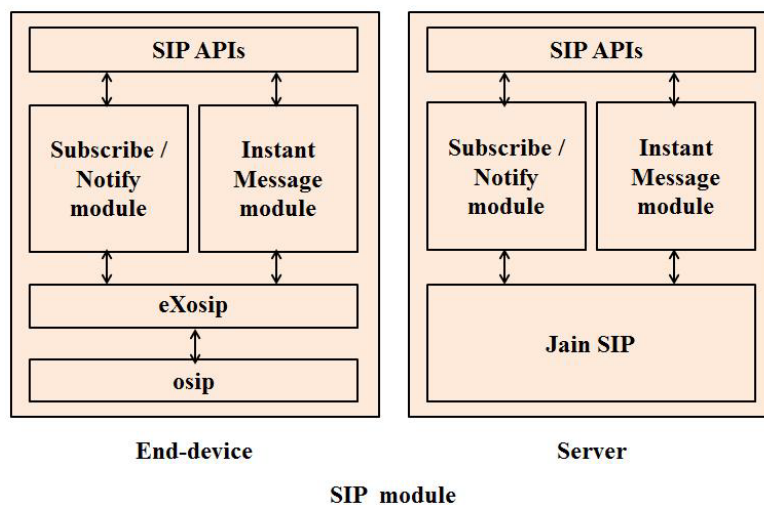 SIP APIs
Subscribe /
Notify
module
Instant
Message
module
eXosip
osip
End-device
SIP APIs
Subscribe /
Notify
module
Instant
Message
module
Jain SIP
Server
SIP module